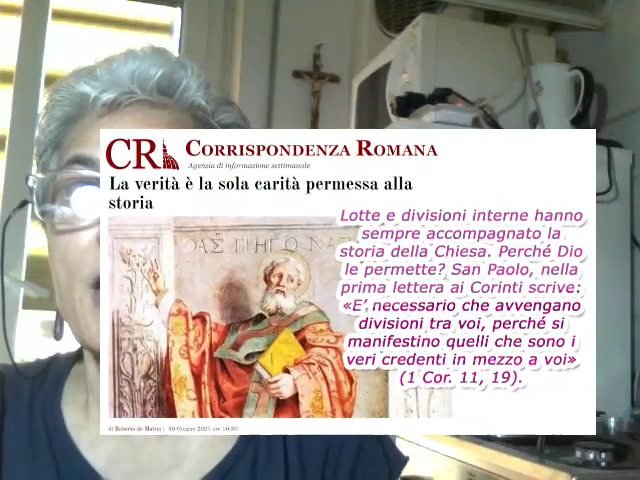 CR CORRISPONDENZA ROMANA
Agenzia di informazione settimanale
La verità è la sola carità permessa alla
storia
Lotte e divisioni interne hanno
sempre accompagnato la
storia della Chiesa. Perché Dio
le permette? San Paolo, nella
prima lettera ai Corinti scrive:
«E’ necessario che avvengano
divisioni tra voi, perché si
manifestino quelli che sono i
veri credenti in mezzo a voi»
(1 Cor. 11, 19).
di Roberto de Mattei | 30 Giugno 2021 ore 10:30